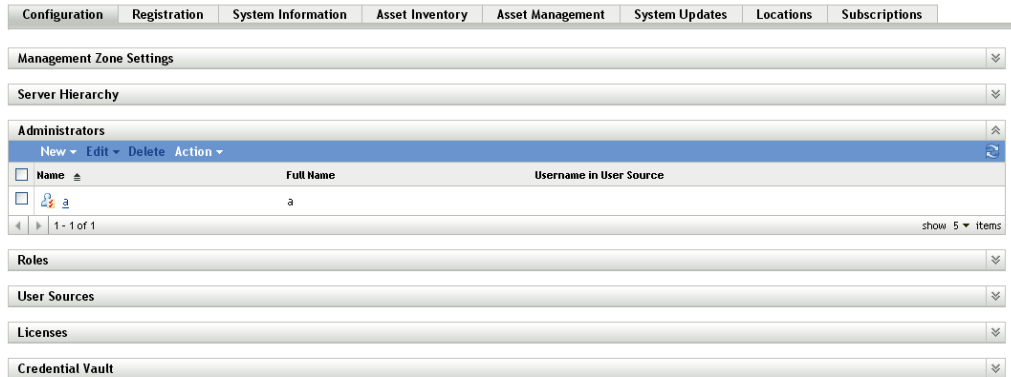 Configuration Registration System Information Asset Inventory Asset Management System Updates Locations Subscriptions
Management Zone Settings
Server Hierarchy
Administrators
New Edit Delete Action
Name Full Name Username in User Source
a a
1 - 1 of 1 show 5 items
Roles
User Sources
Licenses
Credential Vault